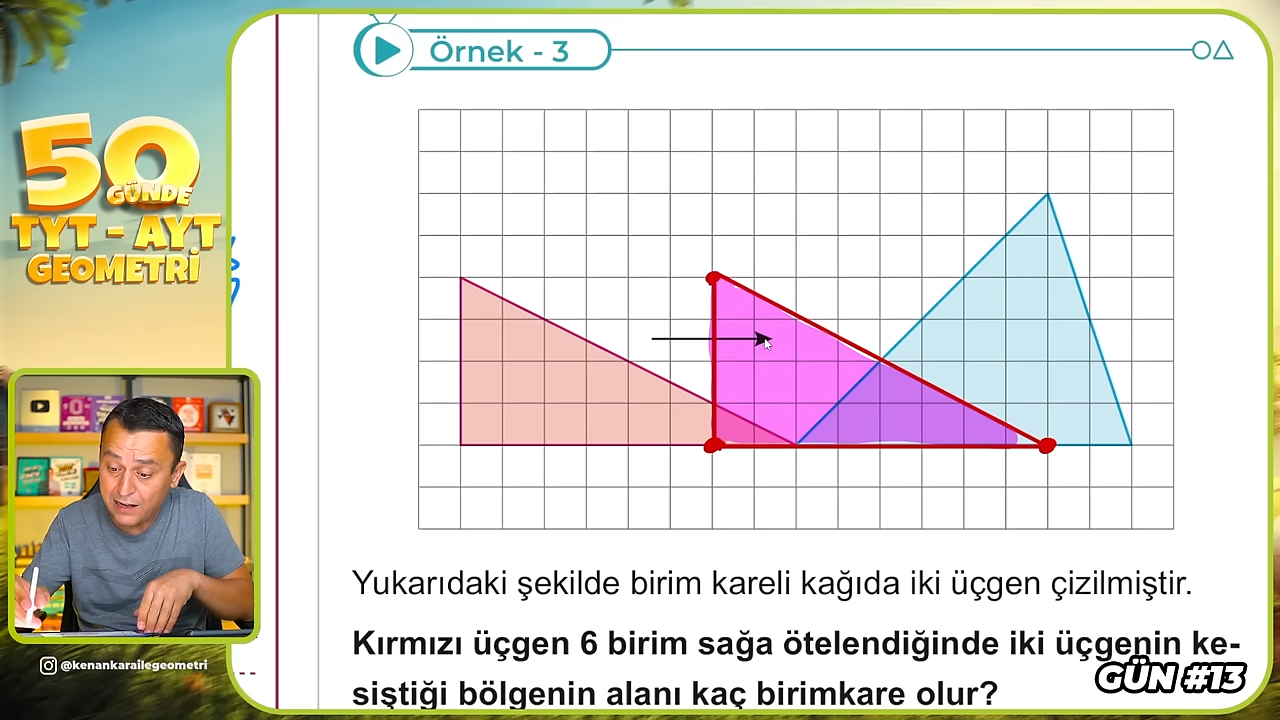 Örnek - 3
50
GÜNDE
TYT - AYT
GEOMETRİ
Yukarıdaki şekilde birim kareli kağıda iki üçgen çizilmiştir.
Kırmızı üçgen 6 birim sağa ötelendiğinde iki üçgenin ke-
siştiği bölgenin alanı kaç birimkare olur?
@kenankarailegeometri
GÜN #13